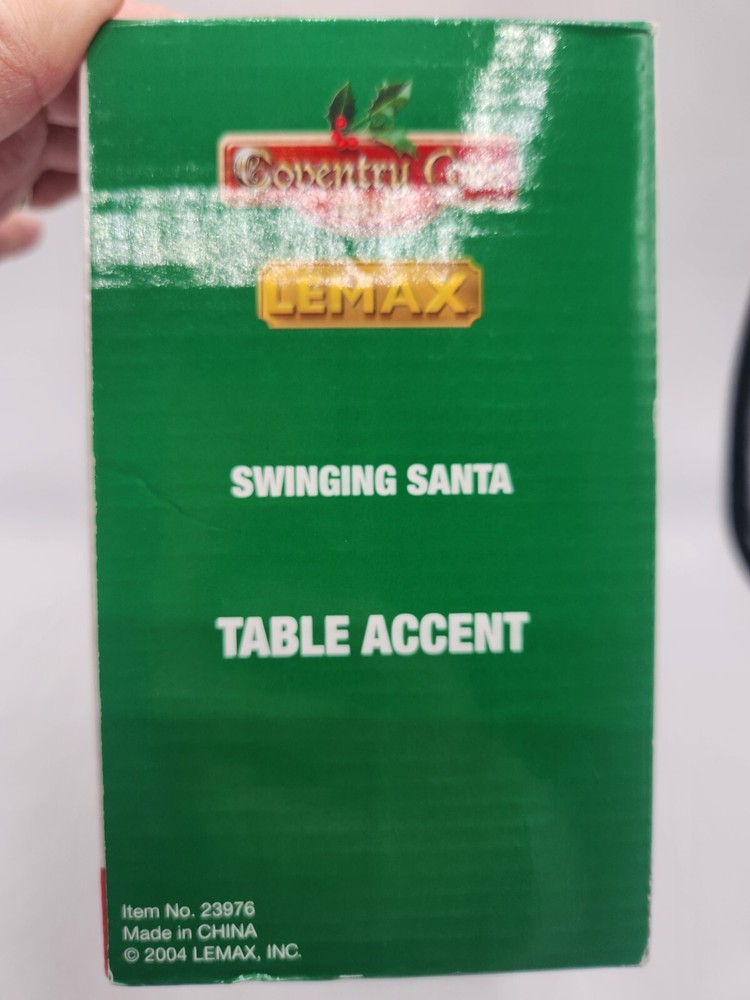 Coventry
LEMAX
SWINGING SANTA
TABLE ACCENT
Item No. 23976
Made in CHINA
© 2004 LEMAX, INC.